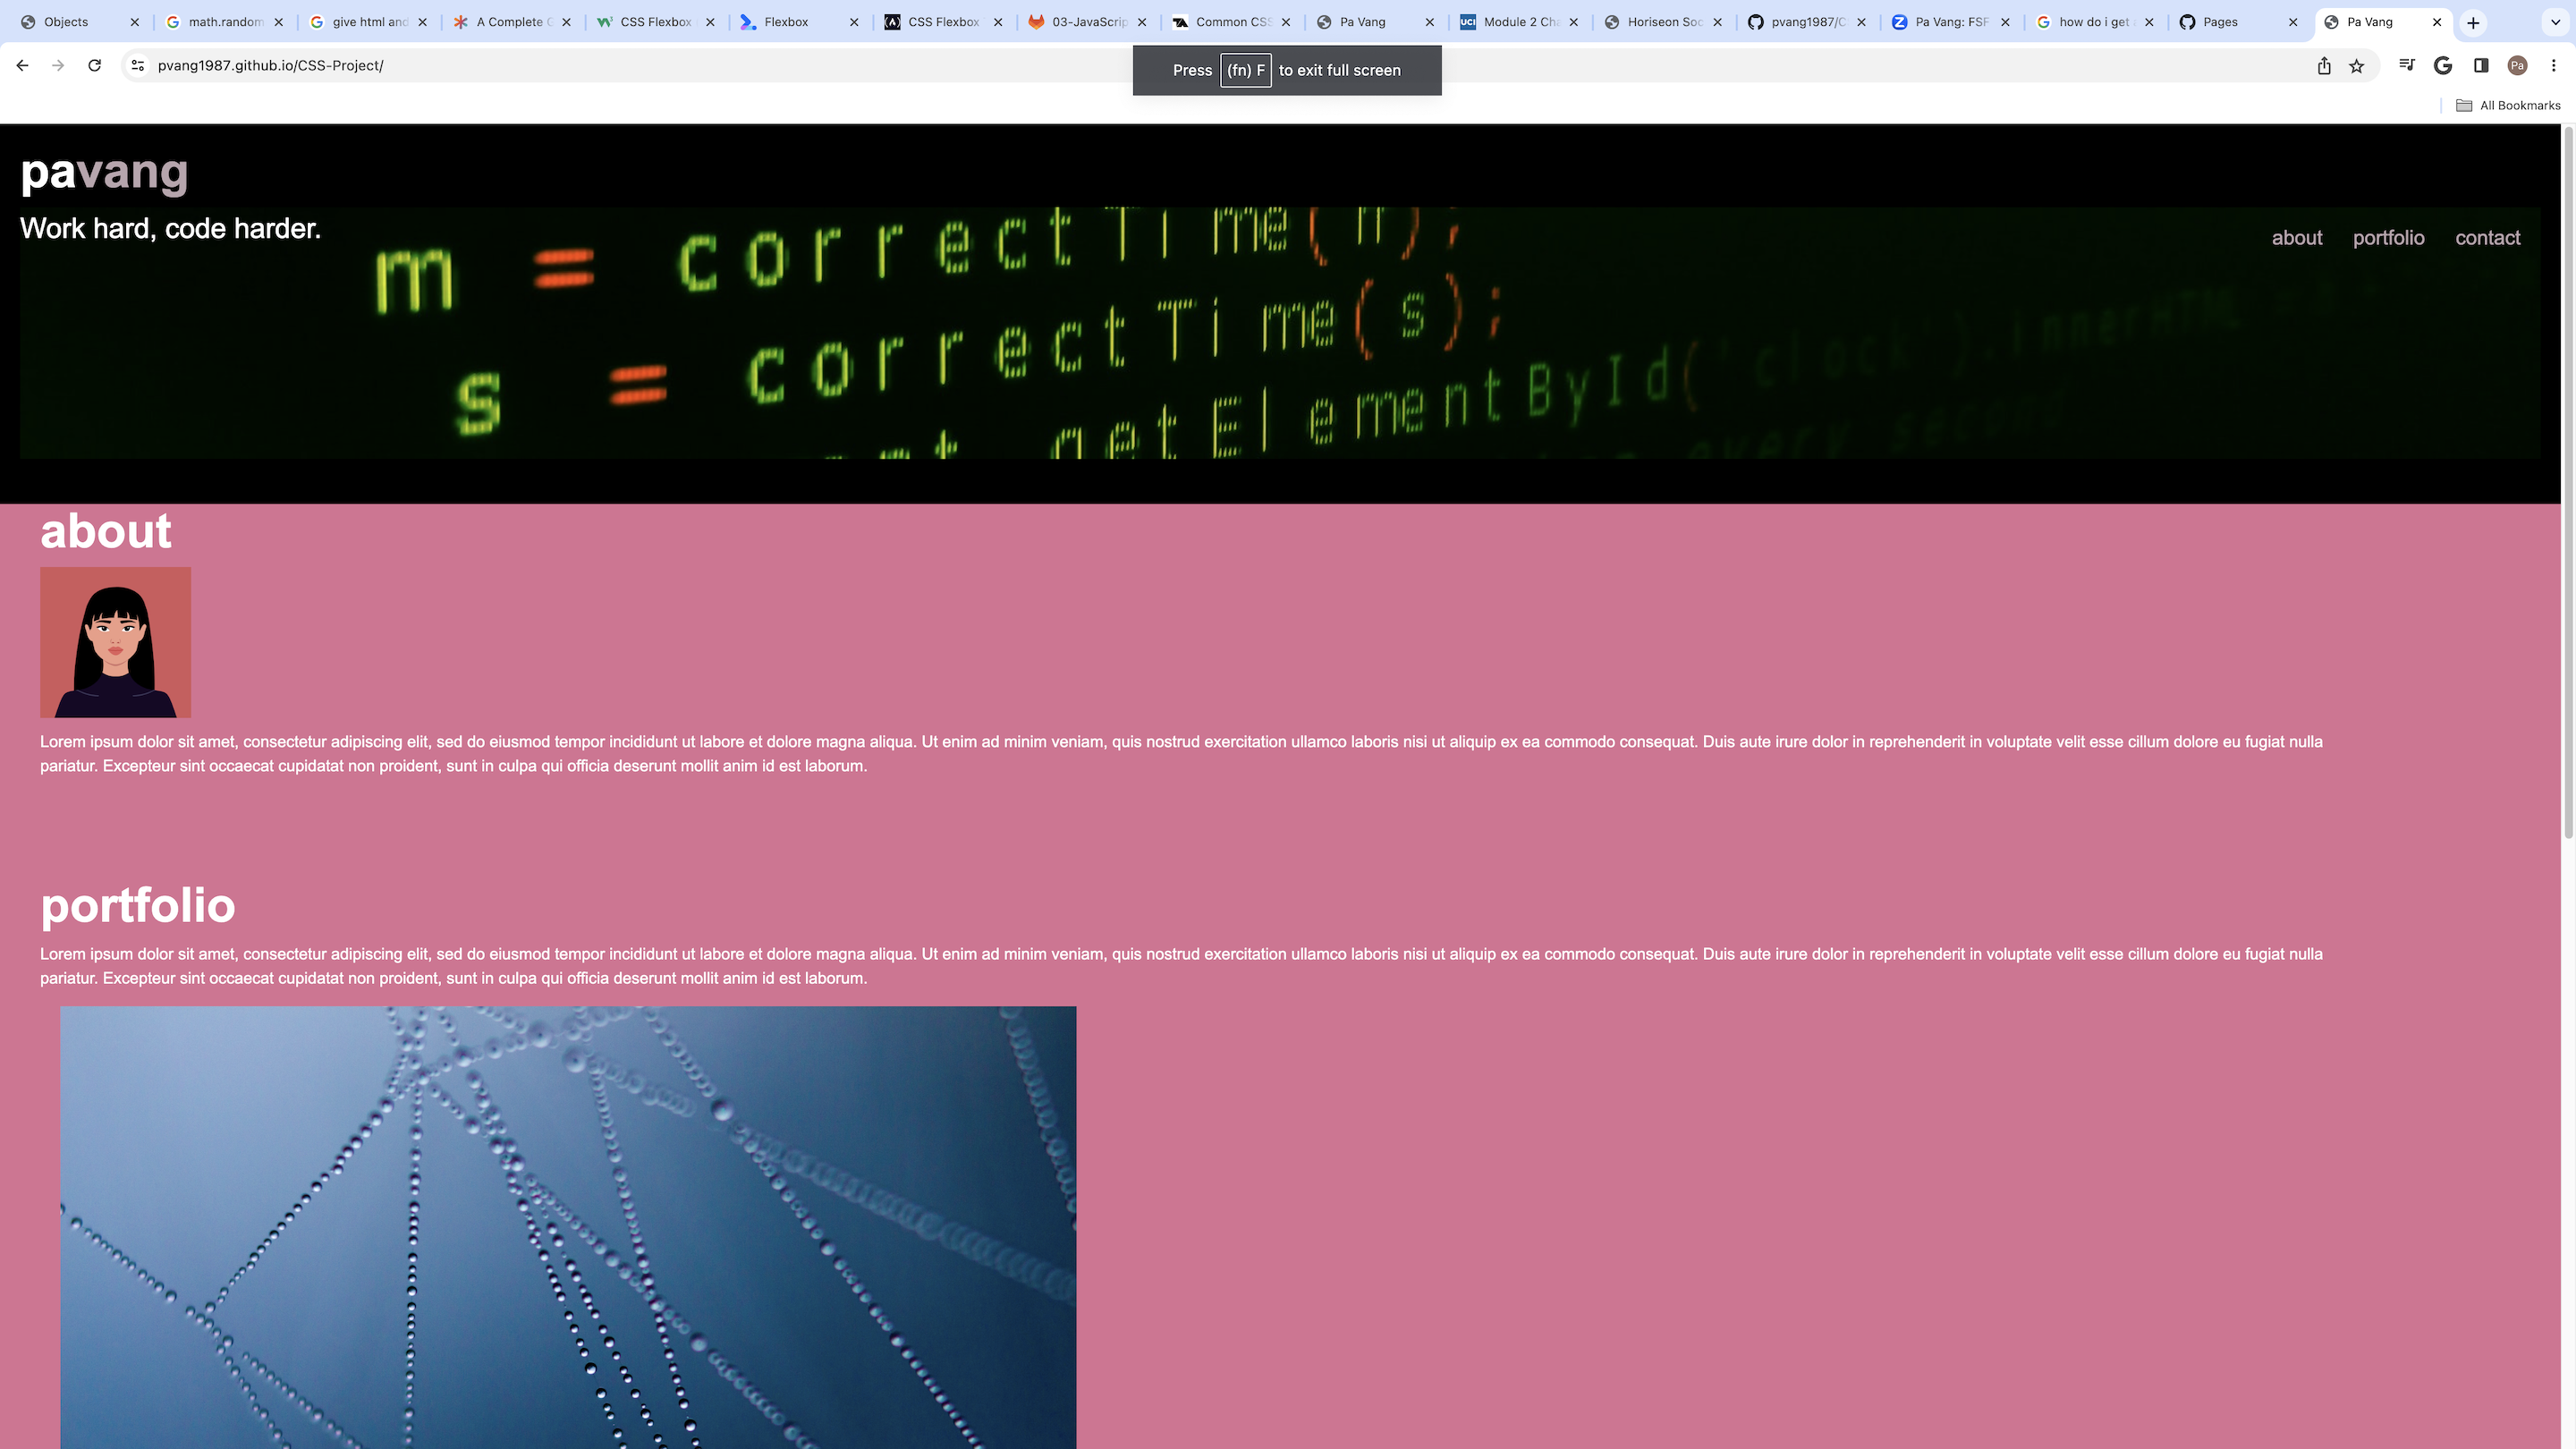 Objects math.random give html and A Complete G CSS Flexbox Flexbox CSS Flexbox 03-JavaScrip Common CSS Pa Vang Module 2 Cha Horiseon Soc pvang1987/C Pa Vang: FSF how do i get Pages Pa Vang
pvang1987.github.io/CSS-Project/
Press (fn) F to exit full screen
Pa
All Bookmarks
pavang
Work hard, code harder.
about portfolio contact
m = correctTime(n);
s = correctTime(s);
getElementById('clock').innerHTML =
every second
about
Lorem ipsum dolor sit amet, consectetur adipiscing elit, sed do eiusmod tempor incididunt ut labore et dolore magna aliqua. Ut enim ad minim veniam, quis nostrud exercitation ullamco laboris nisi ut aliquip ex ea commodo consequat. Duis aute irure dolor in reprehenderit in voluptate velit esse cillum dolore eu fugiat nulla
pariatur. Excepteur sint occaecat cupidatat non proident, sunt in culpa qui officia deserunt mollit anim id est laborum.
portfolio
Lorem ipsum dolor sit amet, consectetur adipiscing elit, sed do eiusmod tempor incididunt ut labore et dolore magna aliqua. Ut enim ad minim veniam, quis nostrud exercitation ullamco laboris nisi ut aliquip ex ea commodo consequat. Duis aute irure dolor in reprehenderit in voluptate velit esse cillum dolore eu fugiat nulla
pariatur. Excepteur sint occaecat cupidatat non proident, sunt in culpa qui officia deserunt mollit anim id est laborum.